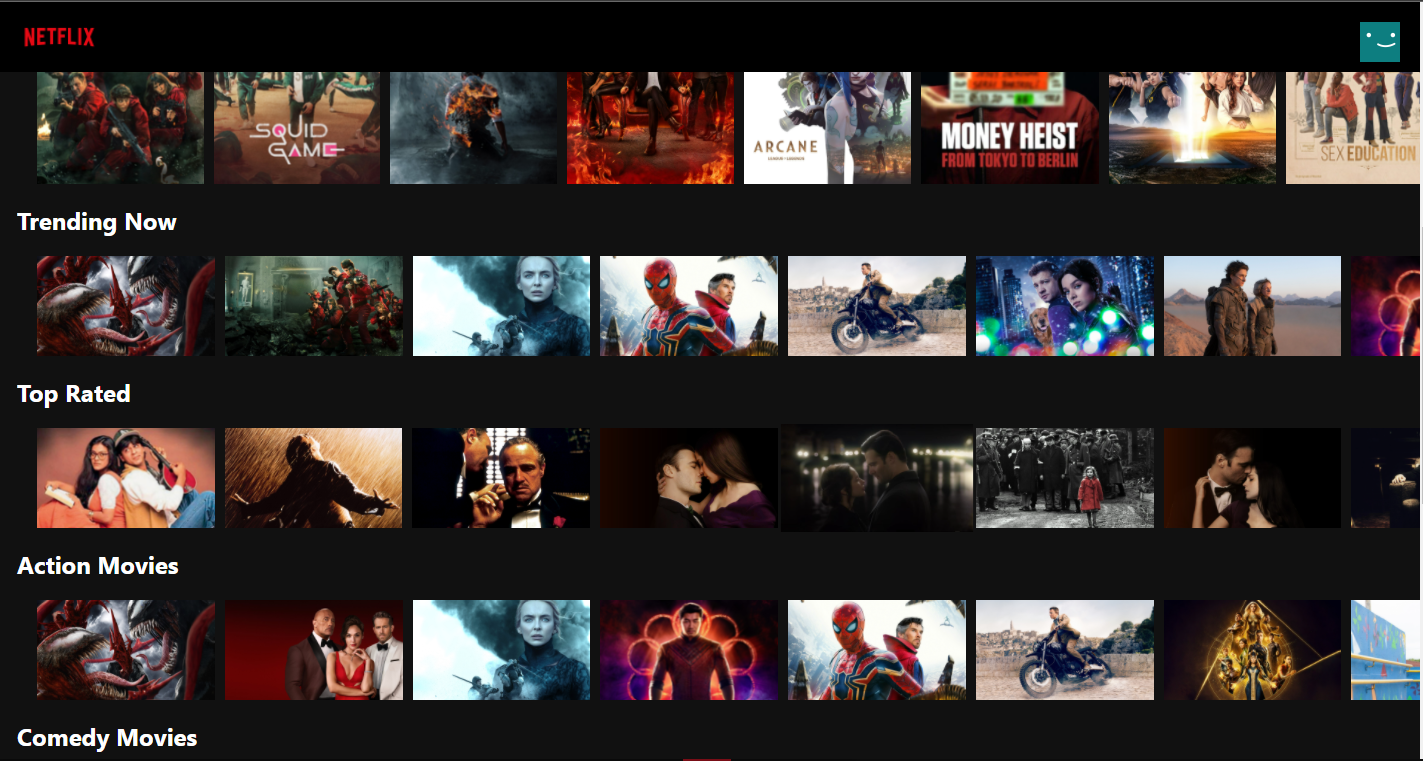 NETFLIX
SQUID
GAME
ARCANE
MONEY HEIST
FROM TOKYO TO BERLIN
SEX EDUCATION
Trending Now
Top Rated
Action Movies
Comedy Movies